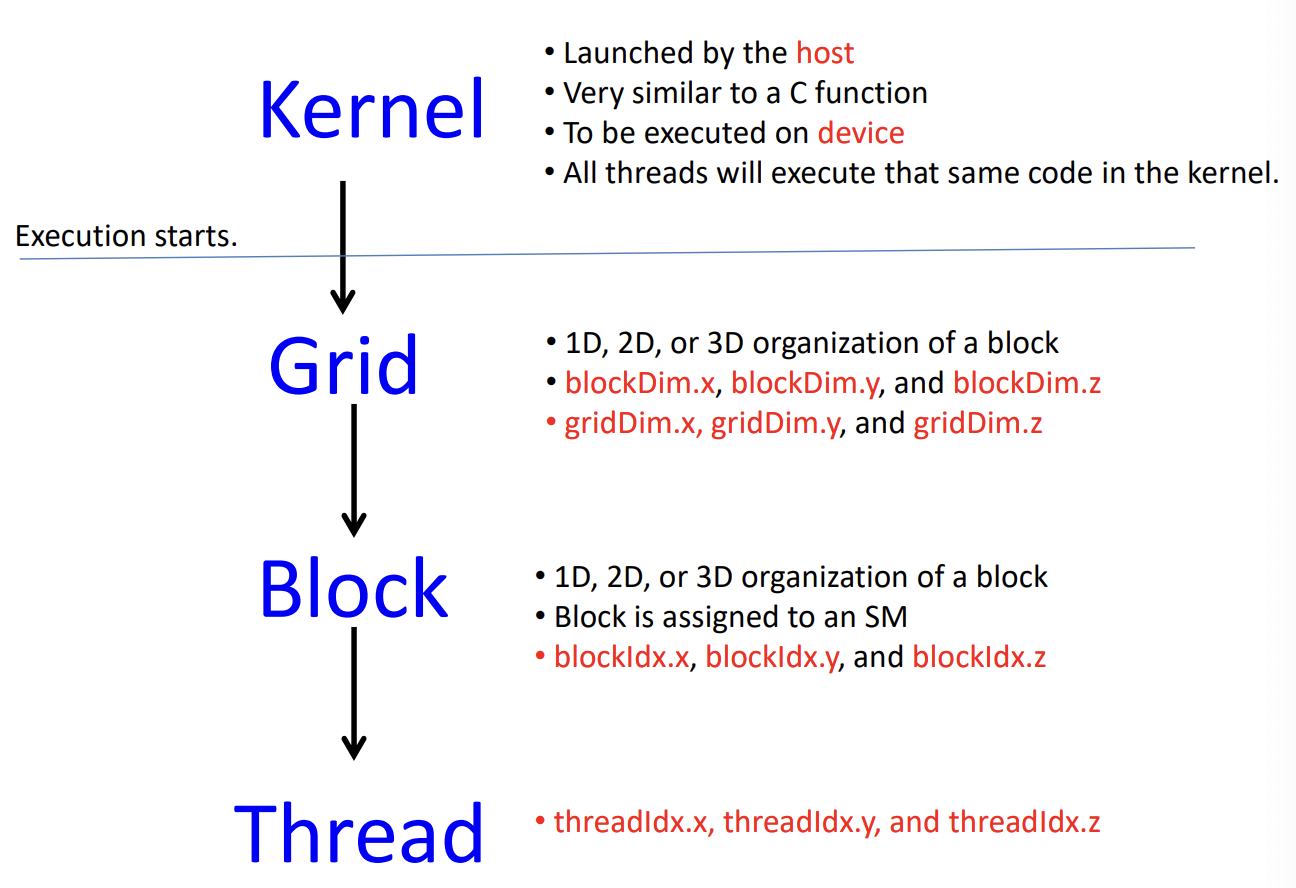 Kernel
• Launched by the host
• Very similar to a C function
• To be executed on device
• All threads will execute that same code in the kernel.
Execution starts.
Grid
• 1D, 2D, or 3D organization of a block
• blockDim.x, blockDim.y, and blockDim.z
• gridDim.x, gridDim.y, and gridDim.z
Block
• 1D, 2D, or 3D organization of a block
• Block is assigned to an SM
• blockIdx.x, blockIdx.y, and blockIdx.z
Thread
• threadIdx.x, threadIdx.y, and threadIdx.z